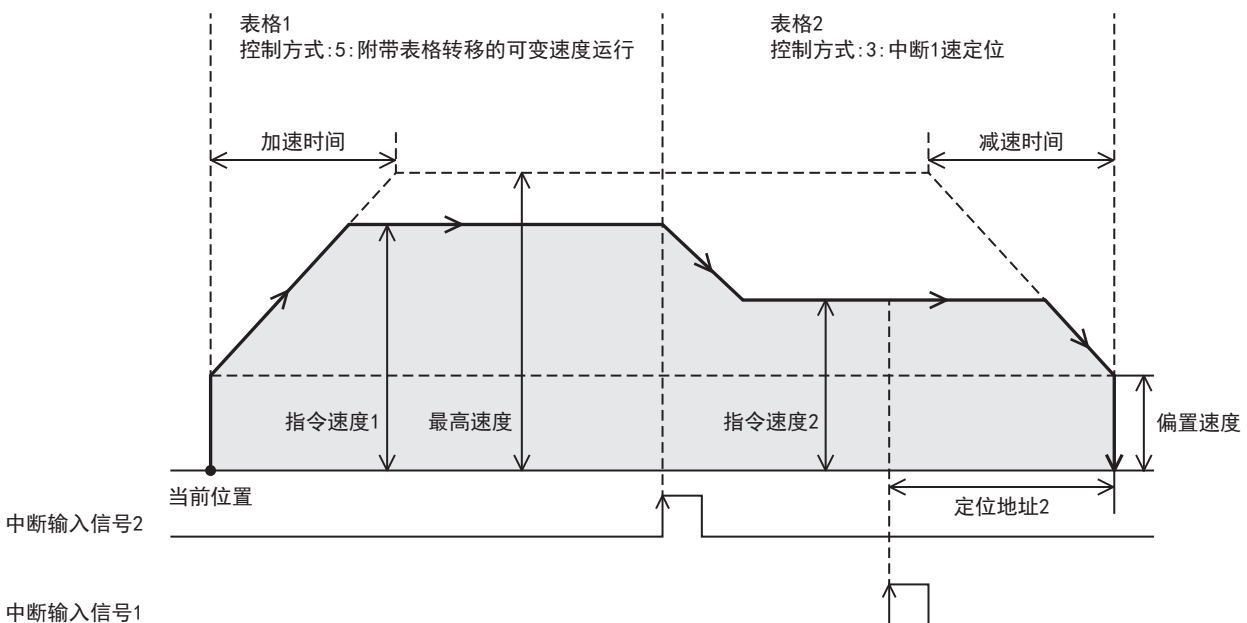 表格1
控制方式:5:附带表格转移的可变速度运行
表格2
控制方式:3:中断1速定位
加速时间
减速时间
指令速度1
最高速度
指令速度2
偏置速度
当前位置
定位地址2
中断输入信号2
中断输入信号1